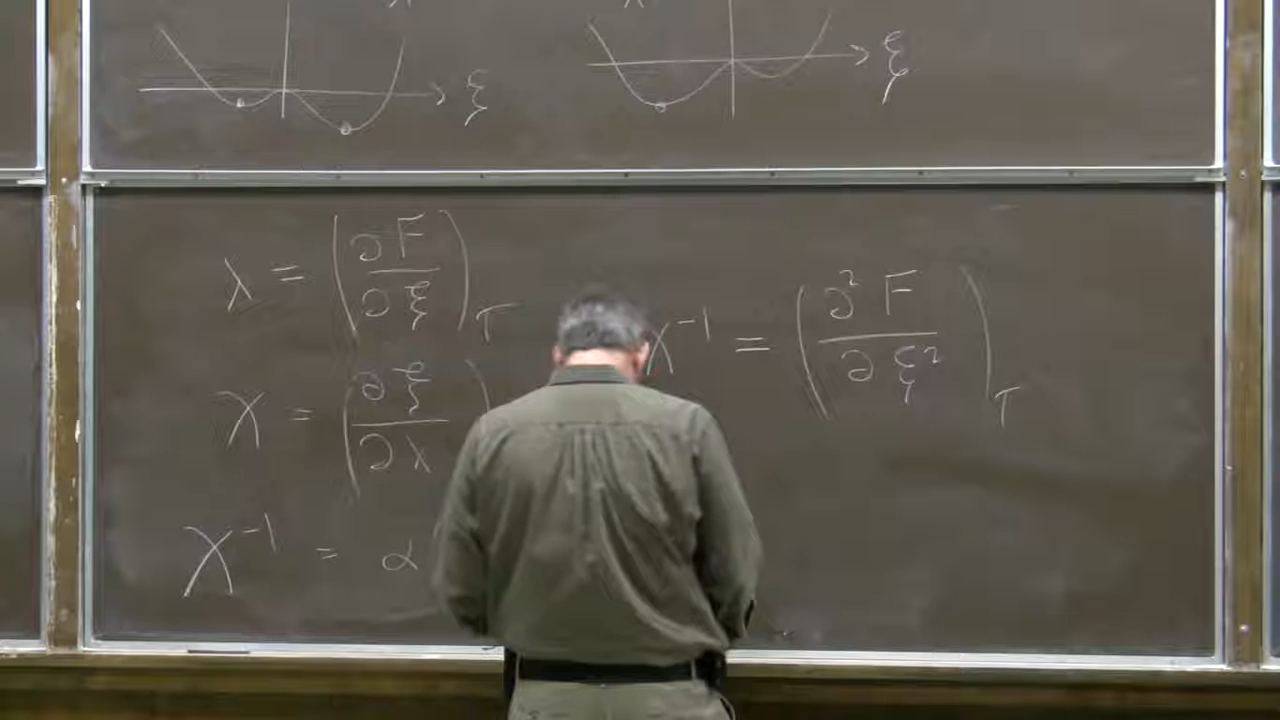 ξ ξ
λ = (∂F/∂ξ)_T
χ⁻¹ = (∂²F/∂ξ²)_T
χ = (∂ξ/∂λ)
χ⁻¹ = α